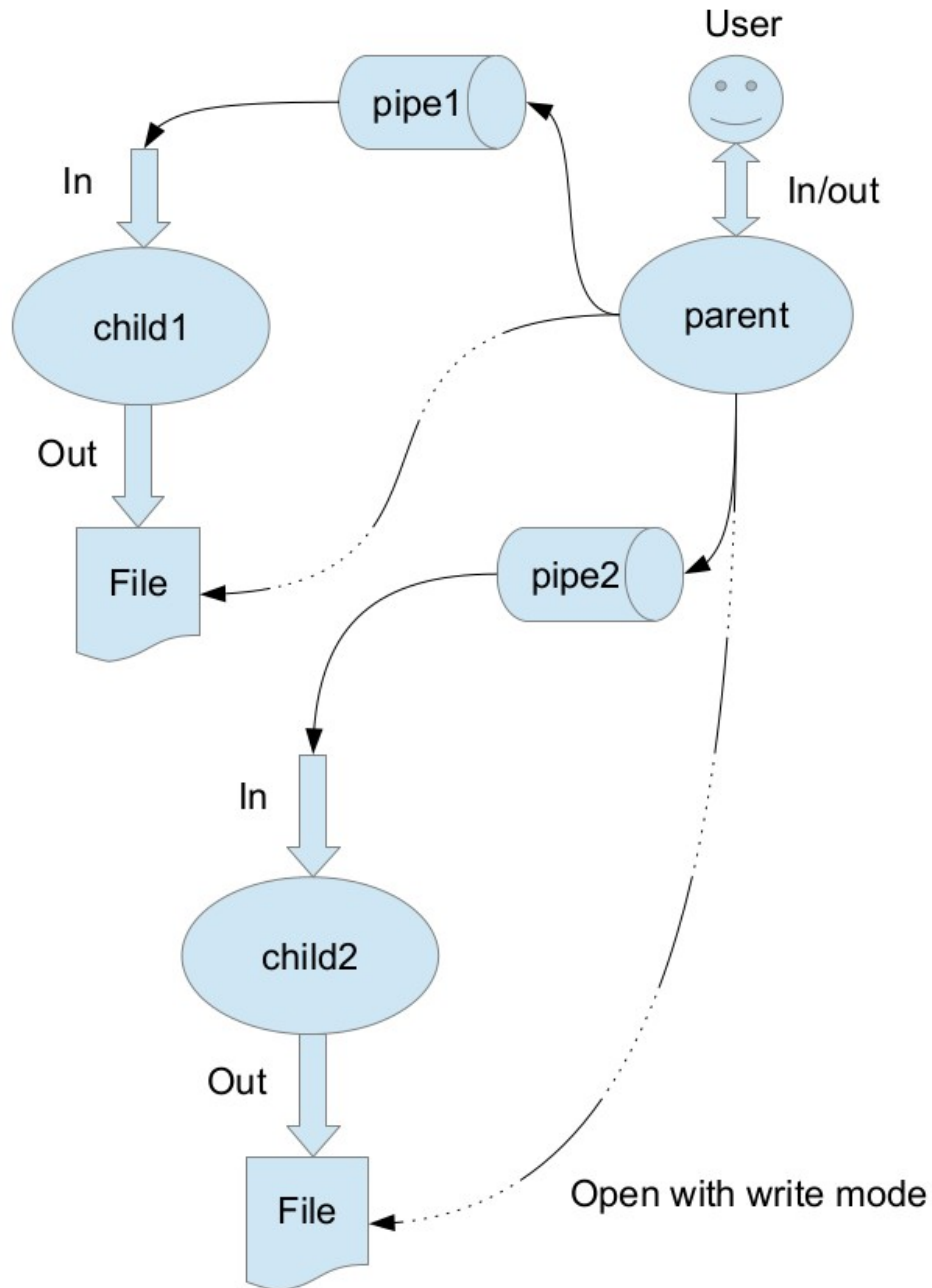 User
pipe1
In
In/out
child1
parent
Out
File
pipe2
In
child2
Out
File
Open with write mode